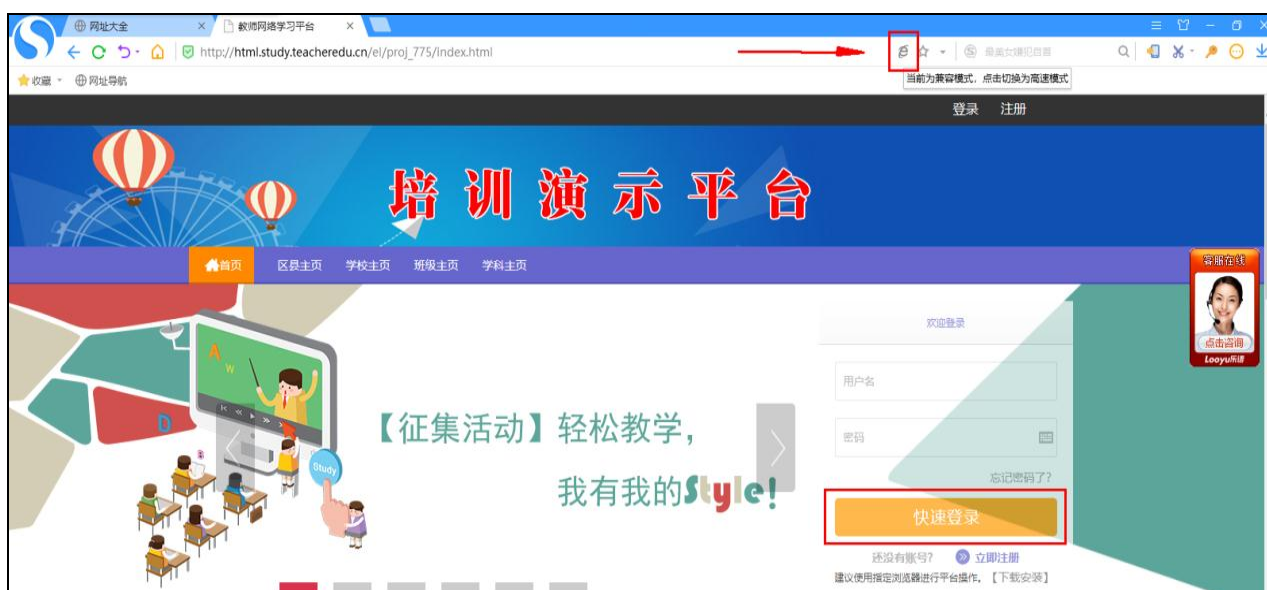 网址大全
教师网络学习平台
http://html.study.teacheredu.cn/el/proj_775/index.html
最美女嫌犯自首
收藏
网址导航
当前为兼容模式，点击切换为高速模式
登录 注册
培训演示平台
首页 区县主页 学校主页 班级主页 学科主页
客服在线
点击咨询
Looyu乐语
欢迎登录
用户名
密码
忘记密码了?
快速登录
还没有账号? 立即注册
建议使用指定浏览器进行平台操作，【下载安装】
A
W
D
Study
【征集活动】轻松教学，
我有我的Style!